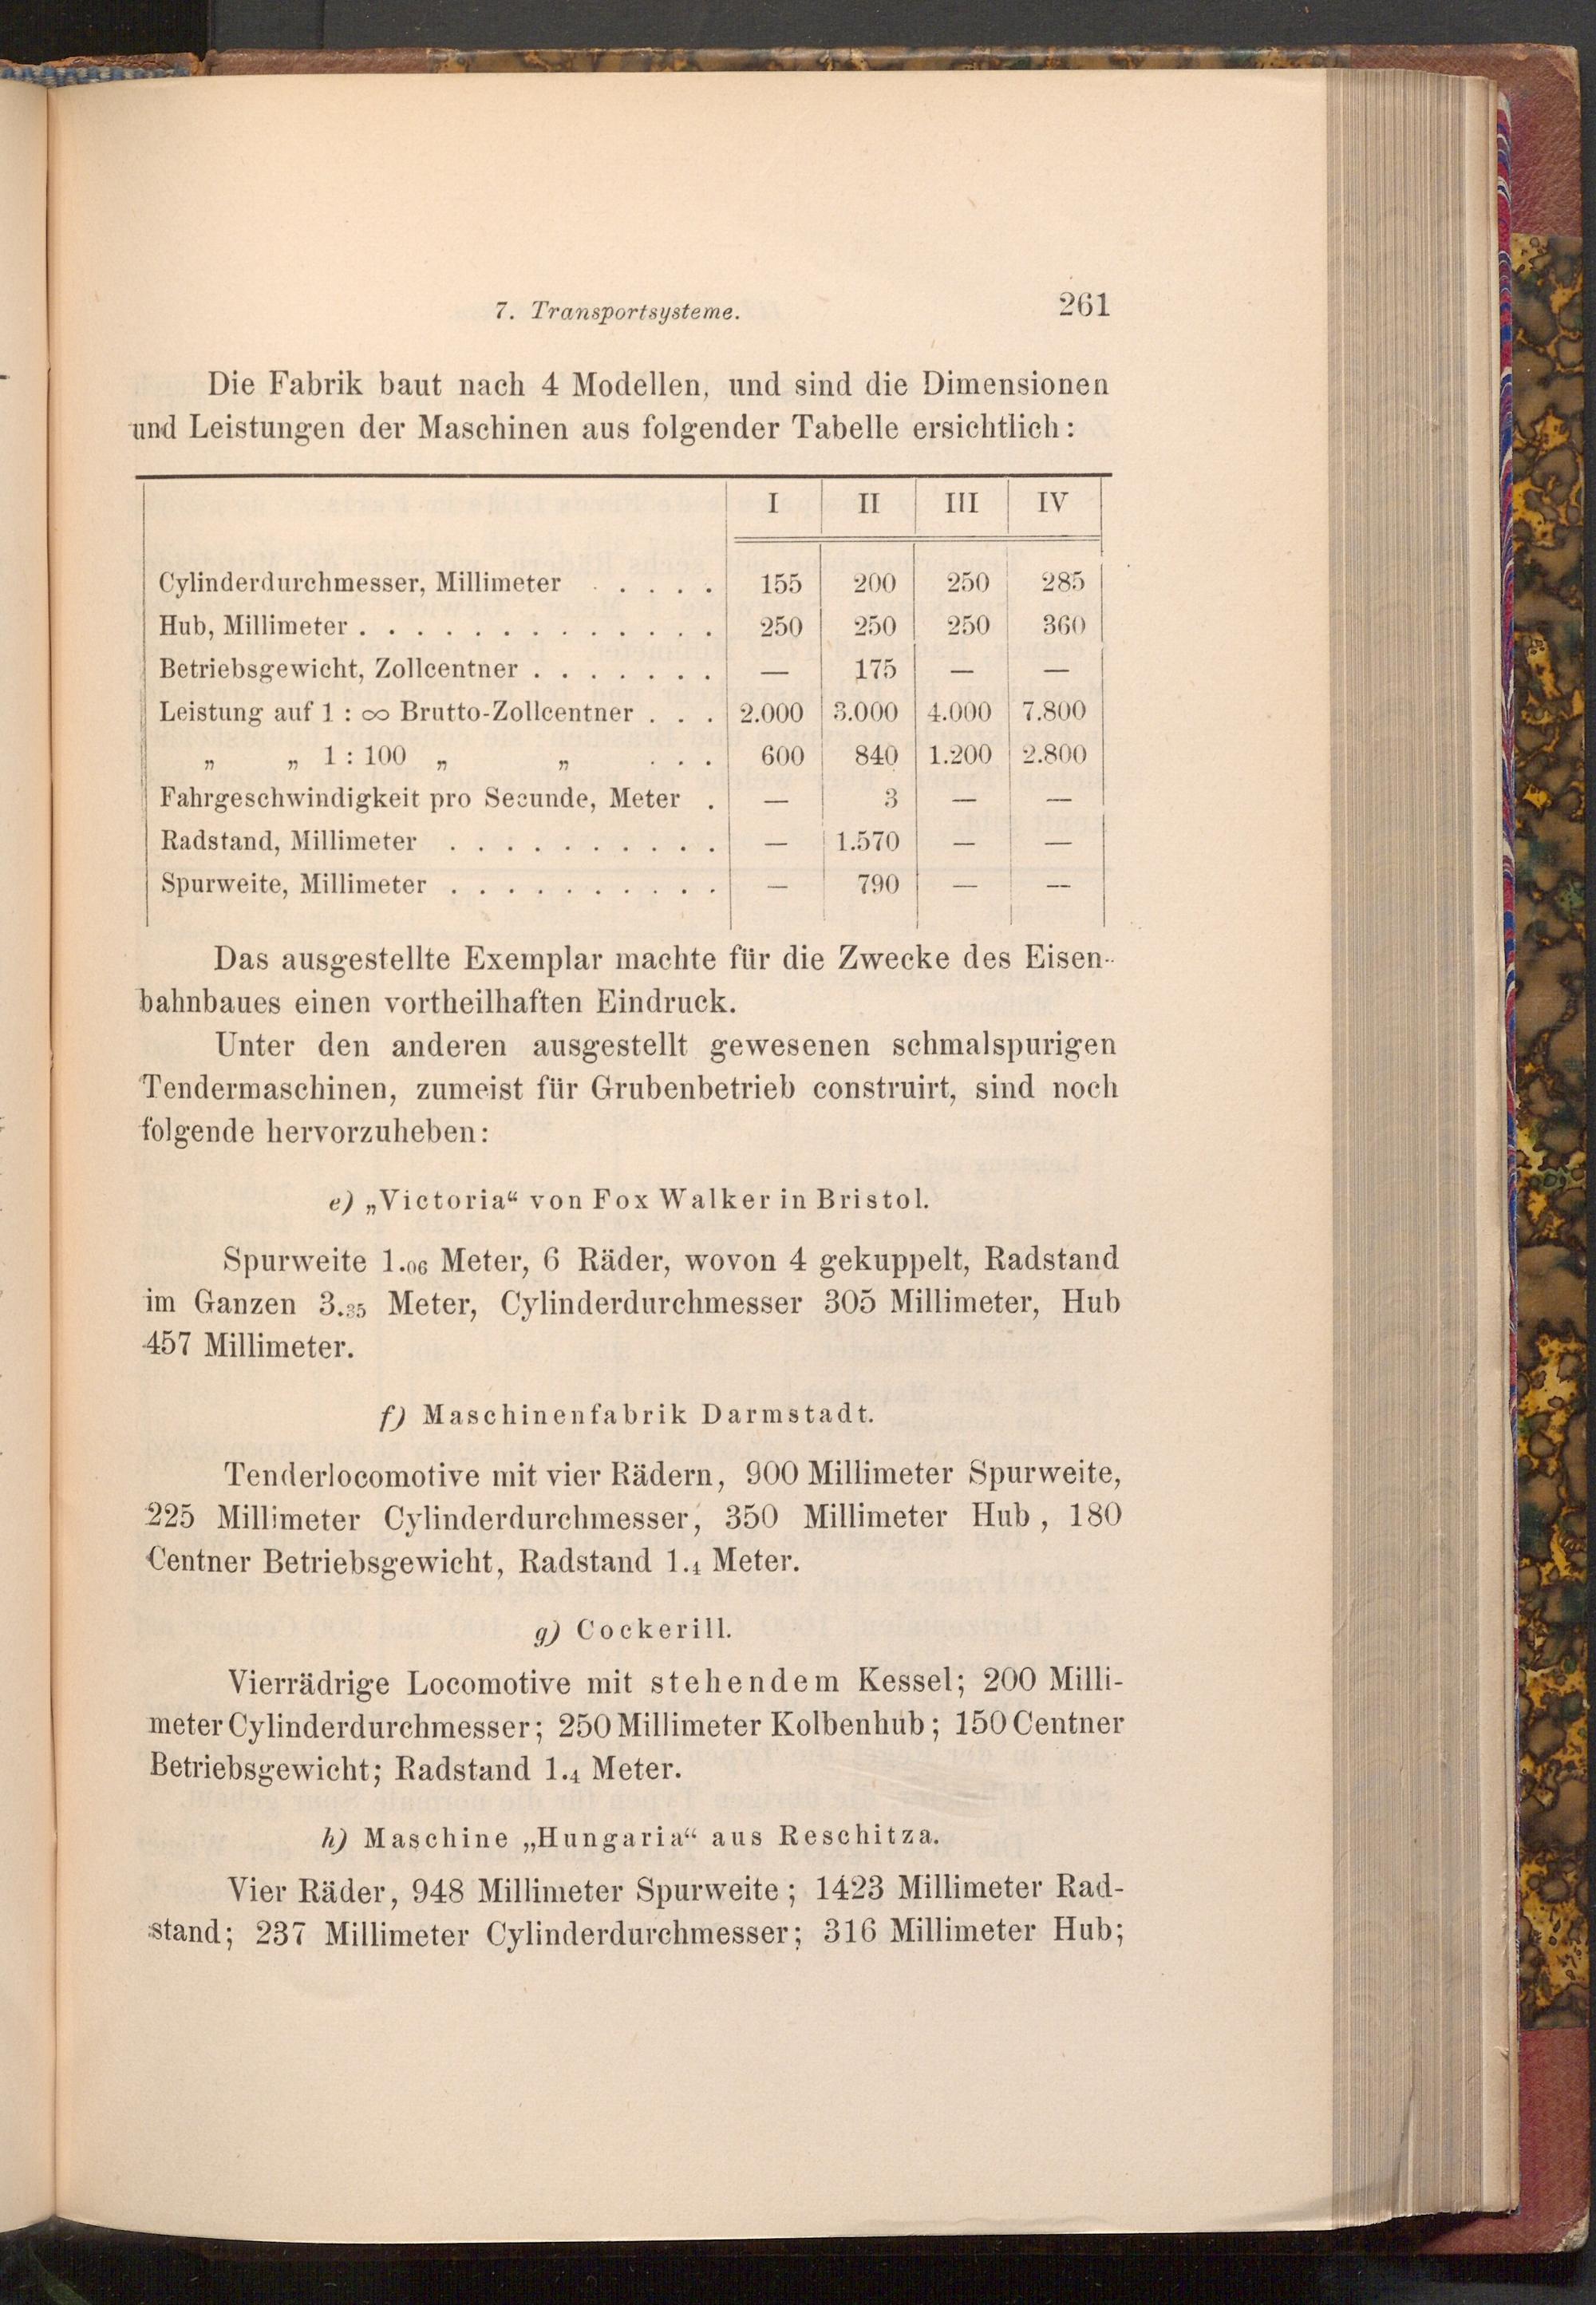 7. Transportsysteme. 261
Die Fabrik baut nach 4 Modellen, und sind die Dimensionen
und Leistungen der Maschinen aus folgender Tabelle ersichtlich:
I II III IV
Cylinderdurchmesser, Millimeter . . . . . 155 200 250 285
Hub, Millimeter . . . . . . . . . . . . . 250 250 250 360
Betriebsgewicht, Zollcentner . . . . . . . — 175 — —
Leistung auf 1 : ∞ Brutto-Zollcentner . . . 2.000 3.000 4.000 7.800
„ „ 1 : 100 „ „ . . . 600 840 1.200 2.800
Fahrgeschwindigkeit pro Secunde, Meter . — 3 — —
Radstand, Millimeter . . . . . . . . . . — 1.570 — —
Spurweite, Millimeter . . . . . . . . . . — 790 — —
Das ausgestellte Exemplar machte für die Zwecke des Eisen-
bahnbaues einen vortheilhaften Eindruck.
Unter den anderen ausgestellt gewesenen schmalspurigen
Tendermaschinen, zumeist für Grubenbetrieb construirt, sind noch
folgende hervorzuheben:
e) „Victoria“ von Fox Walker in Bristol.
Spurweite 1.06 Meter, 6 Räder, wovon 4 gekuppelt, Radstand
im Ganzen 3.35 Meter, Cylinderdurchmesser 305 Millimeter, Hub
457 Millimeter.
f) Maschinenfabrik Darmstadt.
Tenderlocomotive mit vier Rädern, 900 Millimeter Spurweite,
225 Millimeter Cylinderdurchmesser, 350 Millimeter Hub, 180
Centner Betriebsgewicht, Radstand 1.4 Meter.
g) Cockerill.
Vierrädrige Locomotive mit stehendem Kessel; 200 Milli-
meter Cylinderdurchmesser; 250 Millimeter Kolbenhub; 150 Centner
Betriebsgewicht; Radstand 1.4 Meter.
h) Maschine „Hungaria“ aus Reschitza.
Vier Räder, 948 Millimeter Spurweite; 1423 Millimeter Rad-
stand; 237 Millimeter Cylinderdurchmesser; 316 Millimeter Hub;